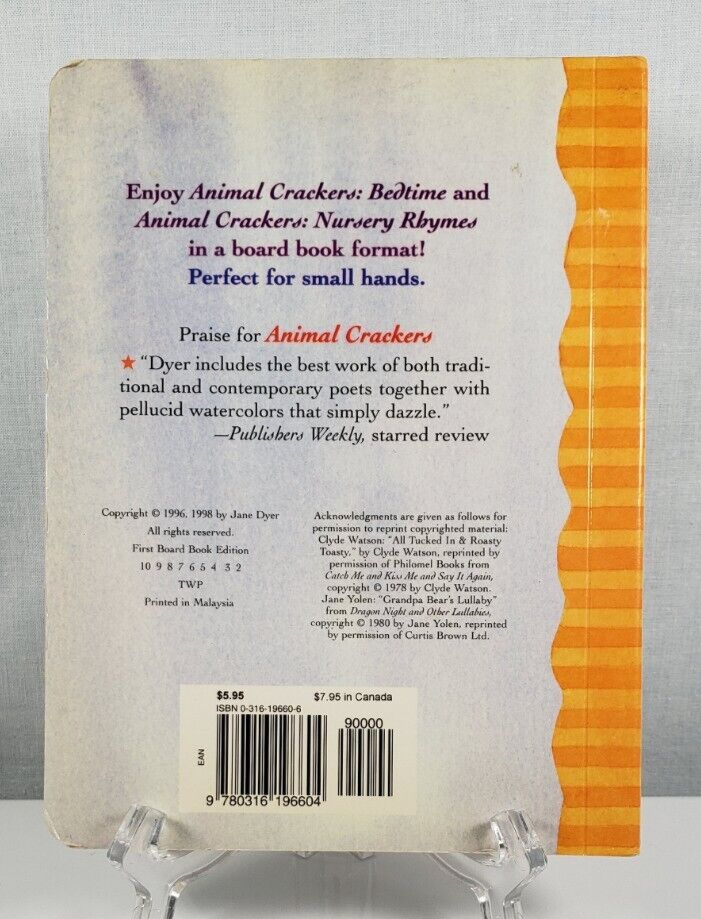 Enjoy Animal Crackers: Bedtime and
Animal Crackers: Nursery Rhymes
in a board book format!
Perfect for small hands.
Praise for Animal Crackers
★ “Dyer includes the best work of both tradi-
tional and contemporary poets together with
pellucid watercolors that simply dazzle.”
—Publishers Weekly, starred review
Copyright © 1996, 1998 by Jane Dyer
All rights reserved.
First Board Book Edition
10 9 8 7 6 5 4 3 2
TWP
Printed in Malaysia
Acknowledgments are given as follows for
permission to reprint copyrighted material:
Clyde Watson: “All Tucked In & Roasty
Toasty,” by Clyde Watson, reprinted by
permission of Philomel Books from
Catch Me and Kiss Me and Say It Again,
copyright © 1978 by Clyde Watson.
Jane Yolen: “Grandpa Bear’s Lullaby”
from Dragon Night and Other Lullabies,
copyright © 1980 by Jane Yolen, reprinted
by permission of Curtis Brown Ltd.
$5.95 $7.95 in Canada
ISBN 0-316-19660-6
90000
EAN
9 780316 196604